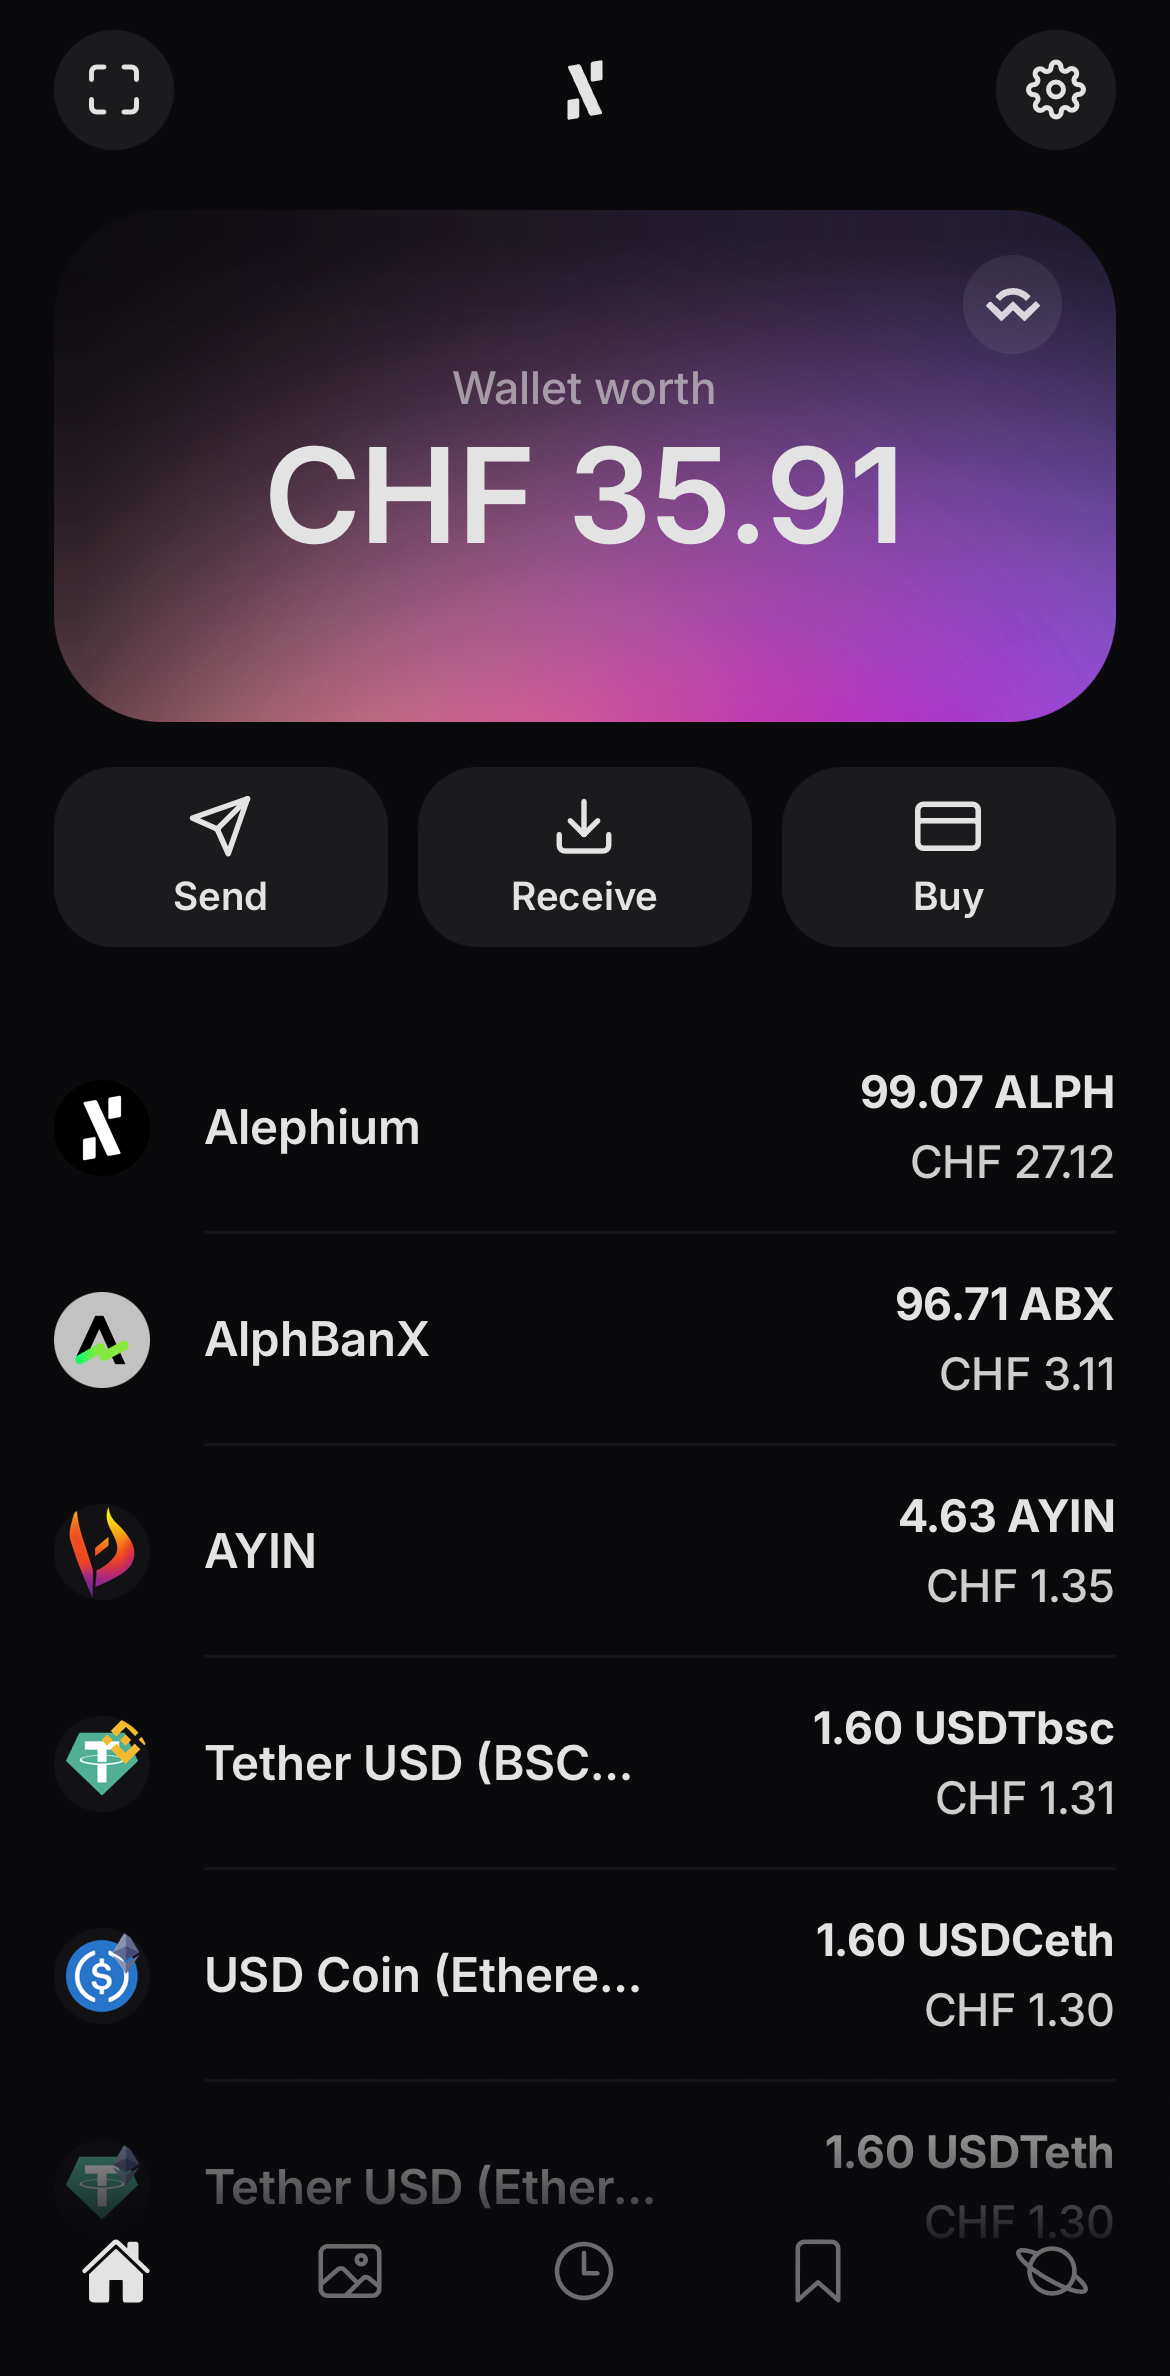 Wallet worth
CHF 35.91
Send
Receive
Buy
Alephium
99.07 ALPH
CHF 27.12
AlphBanX
96.71 ABX
CHF 3.11
AYIN
4.63 AYIN
CHF 1.35
Tether USD (BSC...
1.60 USDTbsc
CHF 1.31
USD Coin (Ethere...
1.60 USDCeth
CHF 1.30
Tether USD (Ether...
1.60 USDTeth
CHF 1.30